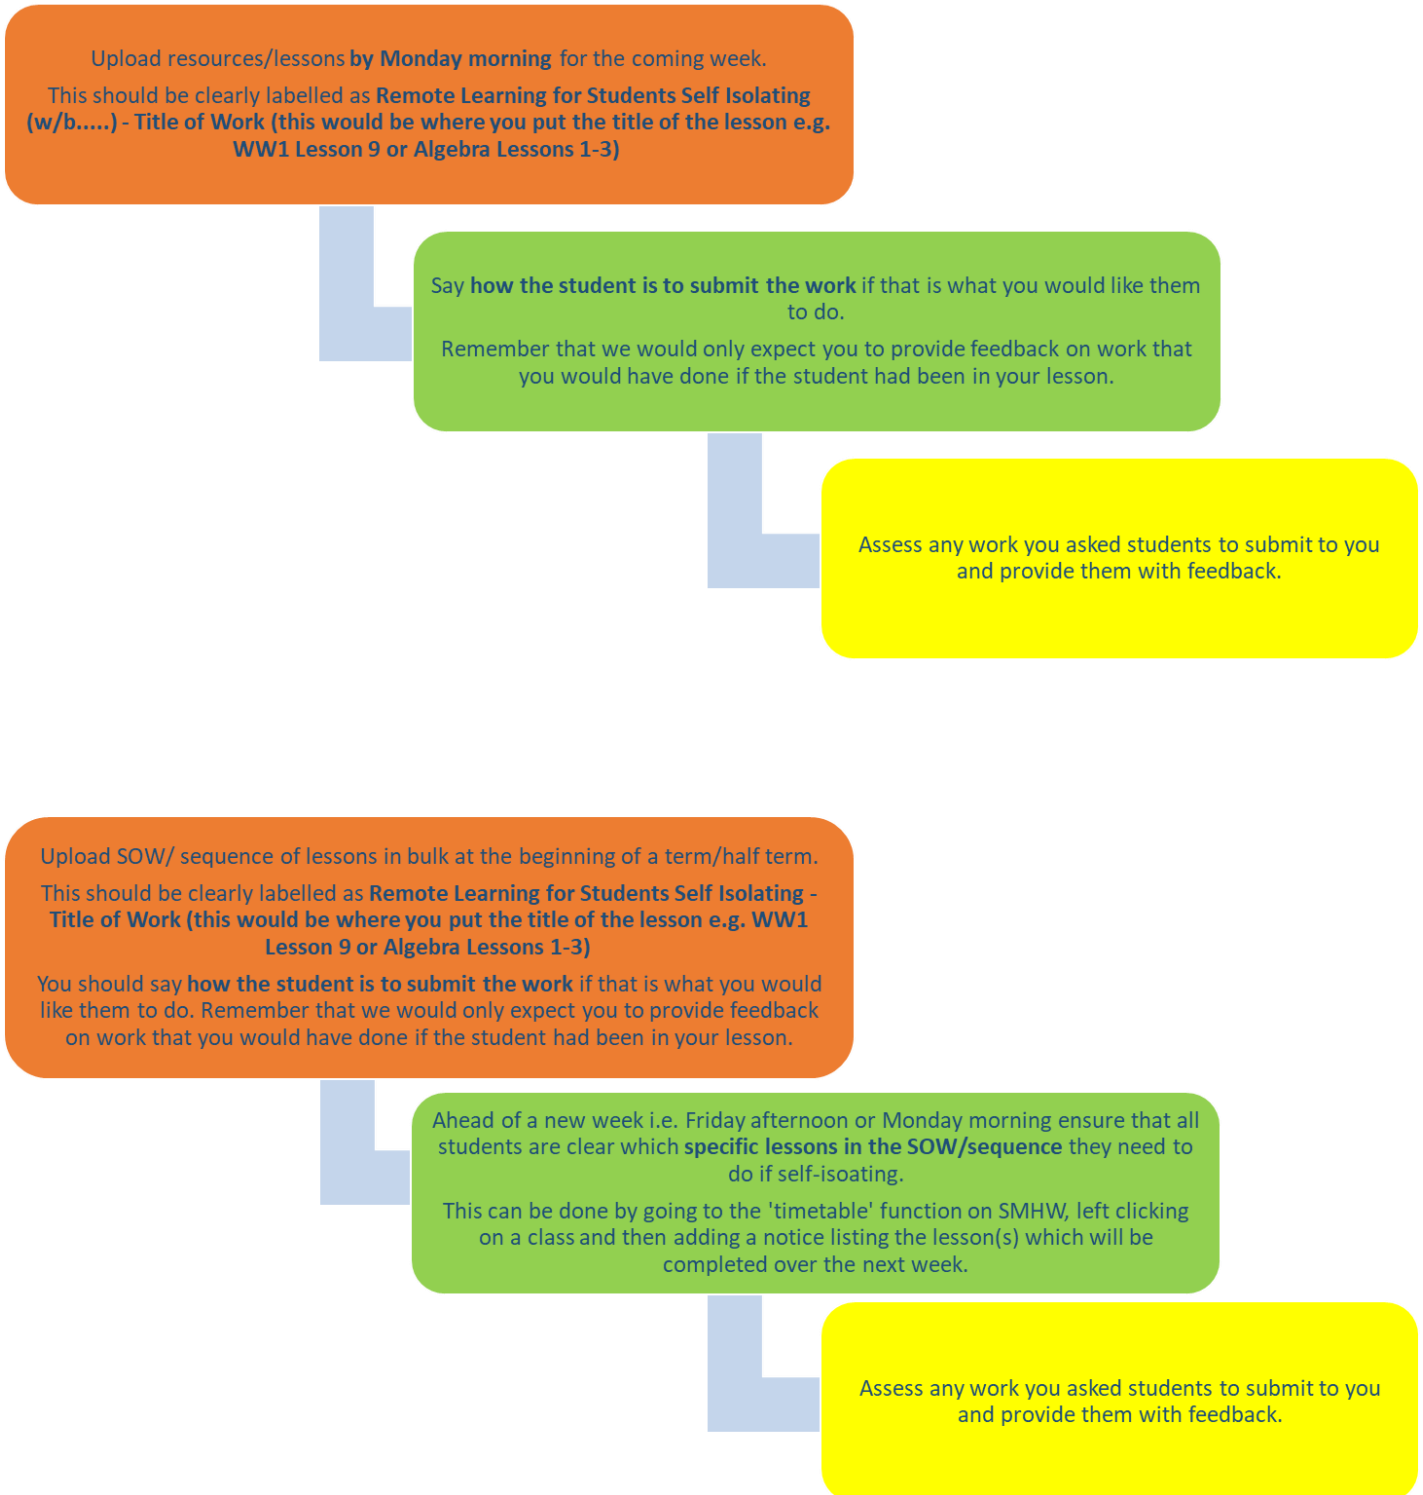 Upload resources/lessons by Monday morning for the coming week.
This should be clearly labelled as Remote Learning for Students Self Isolating
(w/b.....) - Title of Work (this would be where you put the title of the lesson e.g.
WW1 Lesson 9 or Algebra Lessons 1-3)
Say how the student is to submit the work if that is what you would like them
to do.
Remember that we would only expect you to provide feedback on work that
you would have done if the student had been in your lesson.
Assess any work you asked students to submit to you
and provide them with feedback.
Upload SOW/ sequence of lessons in bulk at the beginning of a term/half term.
This should be clearly labelled as Remote Learning for Students Self Isolating -
Title of Work (this would be where you put the title of the lesson e.g. WW1
Lesson 9 or Algebra Lessons 1-3)
You should say how the student is to submit the work if that is what you would
like them to do. Remember that we would only expect you to provide feedback
on work that you would have done if the student had been in your lesson.
Ahead of a new week i.e. Friday afternoon or Monday morning ensure that all
students are clear which specific lessons in the SOW/sequence they need to
do if self-isoating.
This can be done by going to the 'timetable' function on SMHW, left clicking
on a class and then adding a notice listing the lesson(s) which will be
completed over the next week.
Assess any work you asked students to submit to you
and provide them with feedback.